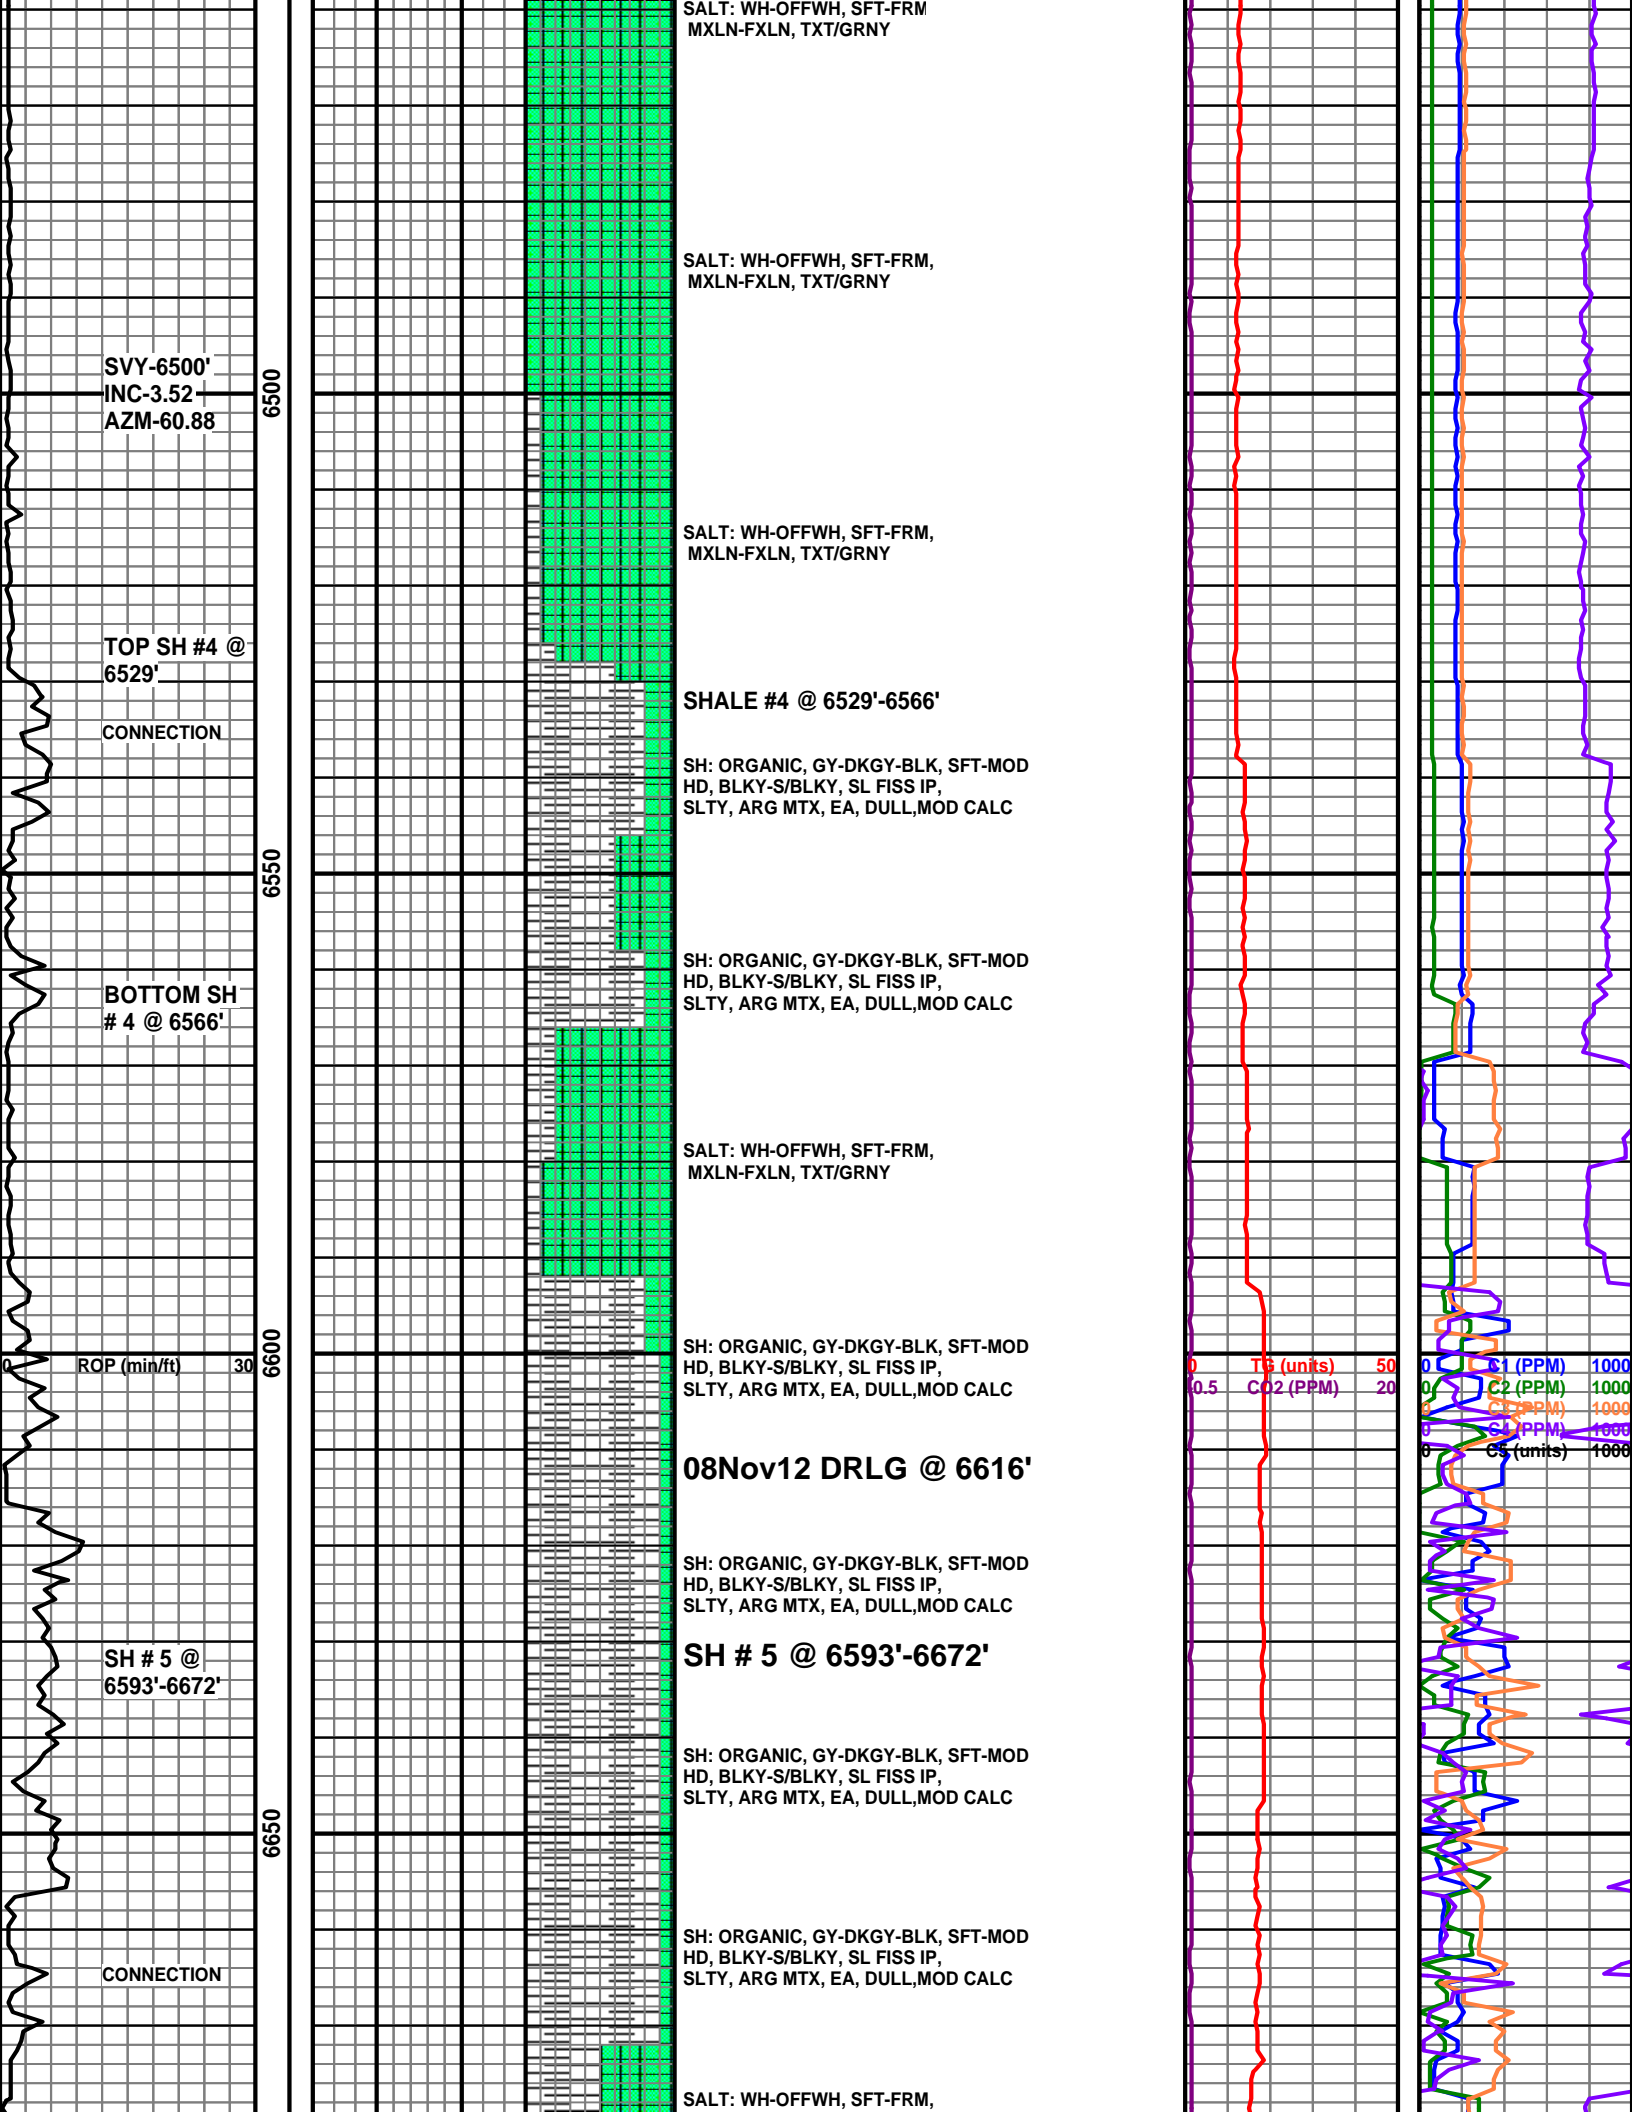 SALT: WH-OFFWH, SFT-FRM
MXLN-FXLN, TXT/GRNY
SALT: WH-OFFWH, SFT-FRM,
MXLN-FXLN, TXT/GRNY
SVY-6500'
INC-3.52
AZM-60.88
6500
SALT: WH-OFFWH, SFT-FRM,
MXLN-FXLN, TXT/GRNY
TOP SH #4 @
6529'
SHALE #4 @ 6529'-6566'
CONNECTION
SH: ORGANIC, GY-DKGY-BLK, SFT-MOD
HD, BLKY-S/BLKY, SL FISS IP,
SLTY, ARG MTX, EA, DULL,MOD CALC
6550
SH: ORGANIC, GY-DKGY-BLK, SFT-MOD
HD, BLKY-S/BLKY, SL FISS IP,
SLTY, ARG MTX, EA, DULL,MOD CALC
BOTTOM SH
# 4 @ 6566'
SALT: WH-OFFWH, SFT-FRM,
MXLN-FXLN, TXT/GRNY
6600
SH: ORGANIC, GY-DKGY-BLK, SFT-MOD
HD, BLKY-S/BLKY, SL FISS IP,
SLTY, ARG MTX, EA, DULL,MOD CALC
0 ROP (min/ft) 30
0 TG (units) 50
0.5 CO2 (PPM) 20
0 C1 (PPM) 1000
0 C2 (PPM) 1000
0 C3 (PPM) 1000
0 C4 (PPM) 1000
0 C5 (units) 1000
08Nov12 DRLG @ 6616'
SH: ORGANIC, GY-DKGY-BLK, SFT-MOD
HD, BLKY-S/BLKY, SL FISS IP,
SLTY, ARG MTX, EA, DULL,MOD CALC
SH # 5 @
6593'-6672'
SH # 5 @ 6593'-6672'
SH: ORGANIC, GY-DKGY-BLK, SFT-MOD
HD, BLKY-S/BLKY, SL FISS IP,
SLTY, ARG MTX, EA, DULL,MOD CALC
6650
SH: ORGANIC, GY-DKGY-BLK, SFT-MOD
HD, BLKY-S/BLKY, SL FISS IP,
SLTY, ARG MTX, EA, DULL,MOD CALC
CONNECTION
SALT: WH-OFFWH, SFT-FRM,